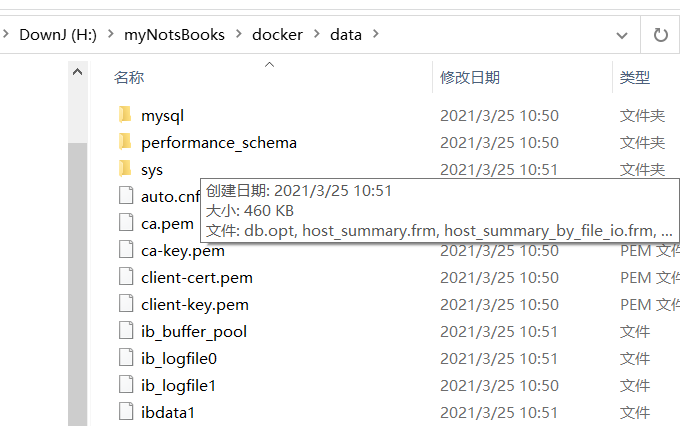 DownJ (H:) > myNotsBooks > docker > data >
名称 修改日期 类型
mysql 2021/3/25 10:50 文件夹
performance_schema 2021/3/25 10:50 文件夹
sys 2021/3/25 10:51 文件夹
auto.cnf
创建日期: 2021/3/25 10:51
大小: 460 KB
文件: db.opt, host_summary.frm, host_summary_by_file_io.frm, ...
ca.pem
ca-key.pem 2021/3/25 10:50 PEM 文件
client-cert.pem 2021/3/25 10:50 PEM 文件
client-key.pem 2021/3/25 10:50 PEM 文件
ib_buffer_pool 2021/3/25 10:51 文件
ib_logfile0 2021/3/25 10:51 文件
ib_logfile1 2021/3/25 10:50 文件
ibdata1 2021/3/25 10:51 文件